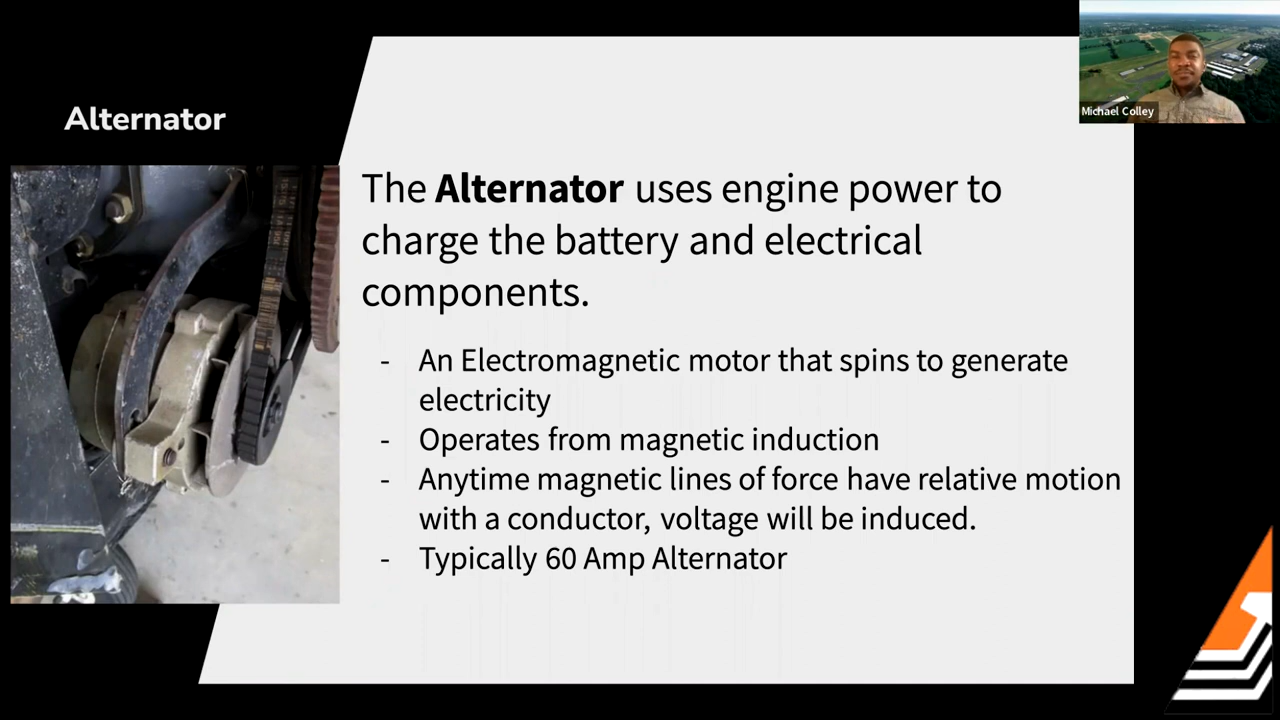 Michael Colley
Alternator
The Alternator uses engine power to
charge the battery and electrical
components.
- An Electromagnetic motor that spins to generate
electricity
- Operates from magnetic induction
- Anytime magnetic lines of force have relative motion
with a conductor, voltage will be induced.
- Typically 60 Amp Alternator